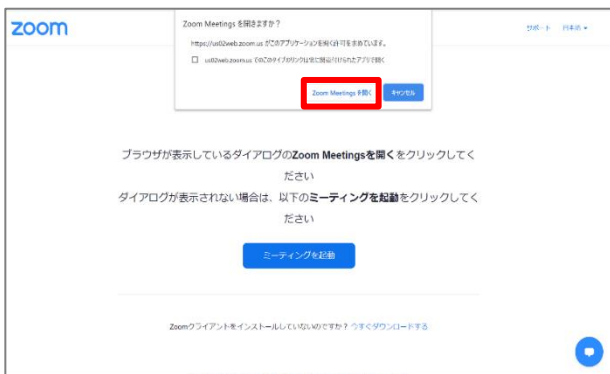 zoom
サポート 日本語
Zoom Meetings を開きますか?
https://us02web.zoom.us がこのアプリケーションを開く許可を求めています。
us02web.zoom.us でのこのタイプのリンクは常に関連付けられたアプリで開く
Zoom Meetings を開く キャンセル
ブラウザが表示しているダイアログのZoom Meetingsを開くをクリックしてく
ださい
ダイアログが表示されない場合は、以下のミーティングを起動をクリックしてく
ださい
ミーティングを起動
Zoomクライアントをインストールしていないのですか? 今すぐダウンロードする